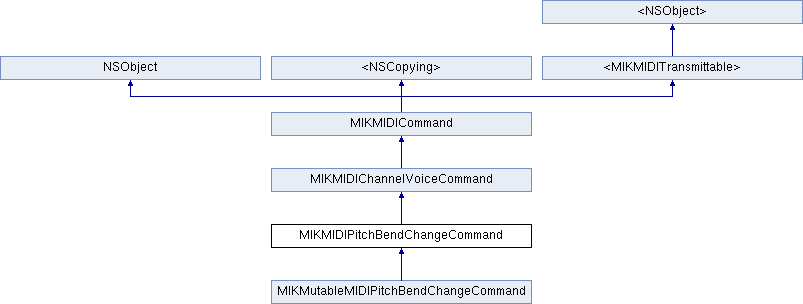 <NSObject>
NSObject
<NSCopying>
<MIKMIDITransmittable>
MIKMIDICommand
MIKMIDIChannelVoiceCommand
MIKMIDIPitchBendChangeCommand
MIKMutableMIDIPitchBendChangeCommand